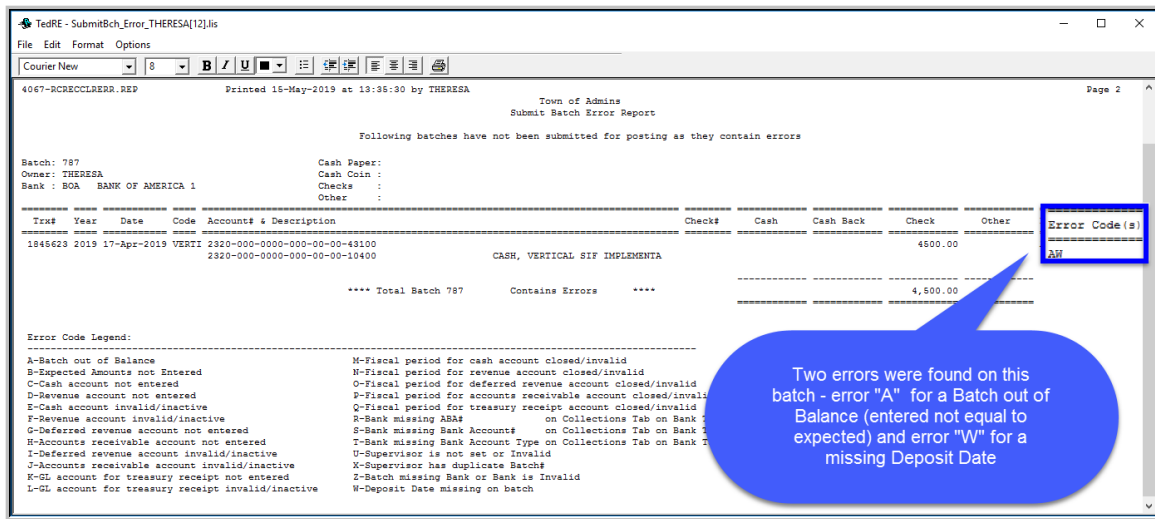 TedRE - SubmitBch_Error_THERESA[12].lis
File Edit Format Options
Courier New 8 B I U
4067-RCRECCLRERR.REP Printed 15-May-2019 at 13:35:30 by THERESA Page 2
Town of Admins
Submit Batch Error Report
Following batches have not been submitted for posting as they contain errors
Batch: 787 Cash Paper:
Owner: THERESA Cash Coin :
Bank : BOA BANK OF AMERICA 1 Checks :
Other :
Trx# Year Date Code Account# & Description Check# Cash Cash Back Check Other Error Code(s)
1845623 2019 17-Apr-2019 VERTI 2320-000-0000-000-00-00-43100 4500.00 AW
2320-000-0000-000-00-00-10400 CASH, VERTICAL SIF IMPLEMENTA
**** Total Batch 787 Contains Errors **** 4,500.00
Error Code Legend:
A-Batch out of Balance M-Fiscal period for cash account closed/invalid
B-Expected Amounts not Entered N-Fiscal period for revenue account closed/invalid
C-Cash account not entered O-Fiscal period for deferred revenue account closed/invalid
D-Revenue account not entered P-Fiscal period for accounts receivable account closed/invali
E-Cash account invalid/inactive Q-Fiscal period for treasury receipt account closed/invalid
F-Revenue account invalid/inactive R-Bank missing ABA# on Collections Tab on Bank T
G-Deferred revenue account not entered S-Bank missing Bank Account# on Collections Tab on Bank T
H-Accounts receivable account not entered T-Bank missing Bank Account Type on Collections Tab on Bank T
I-Deferred revenue account invalid/inactive U-Supervisor is not set or Invalid
J-Accounts receivable account invalid/inactive X-Supervisor has duplicate Batch#
K-GL account for treasury receipt not entered Z-Batch missing Bank or Bank is Invalid
L-GL account for treasury receipt invalid/inactive W-Deposit Date missing on batch
Two errors were found on this
batch - error "A" for a Batch out of
Balance (entered not equal to
expected) and error "W" for a
missing Deposit Date